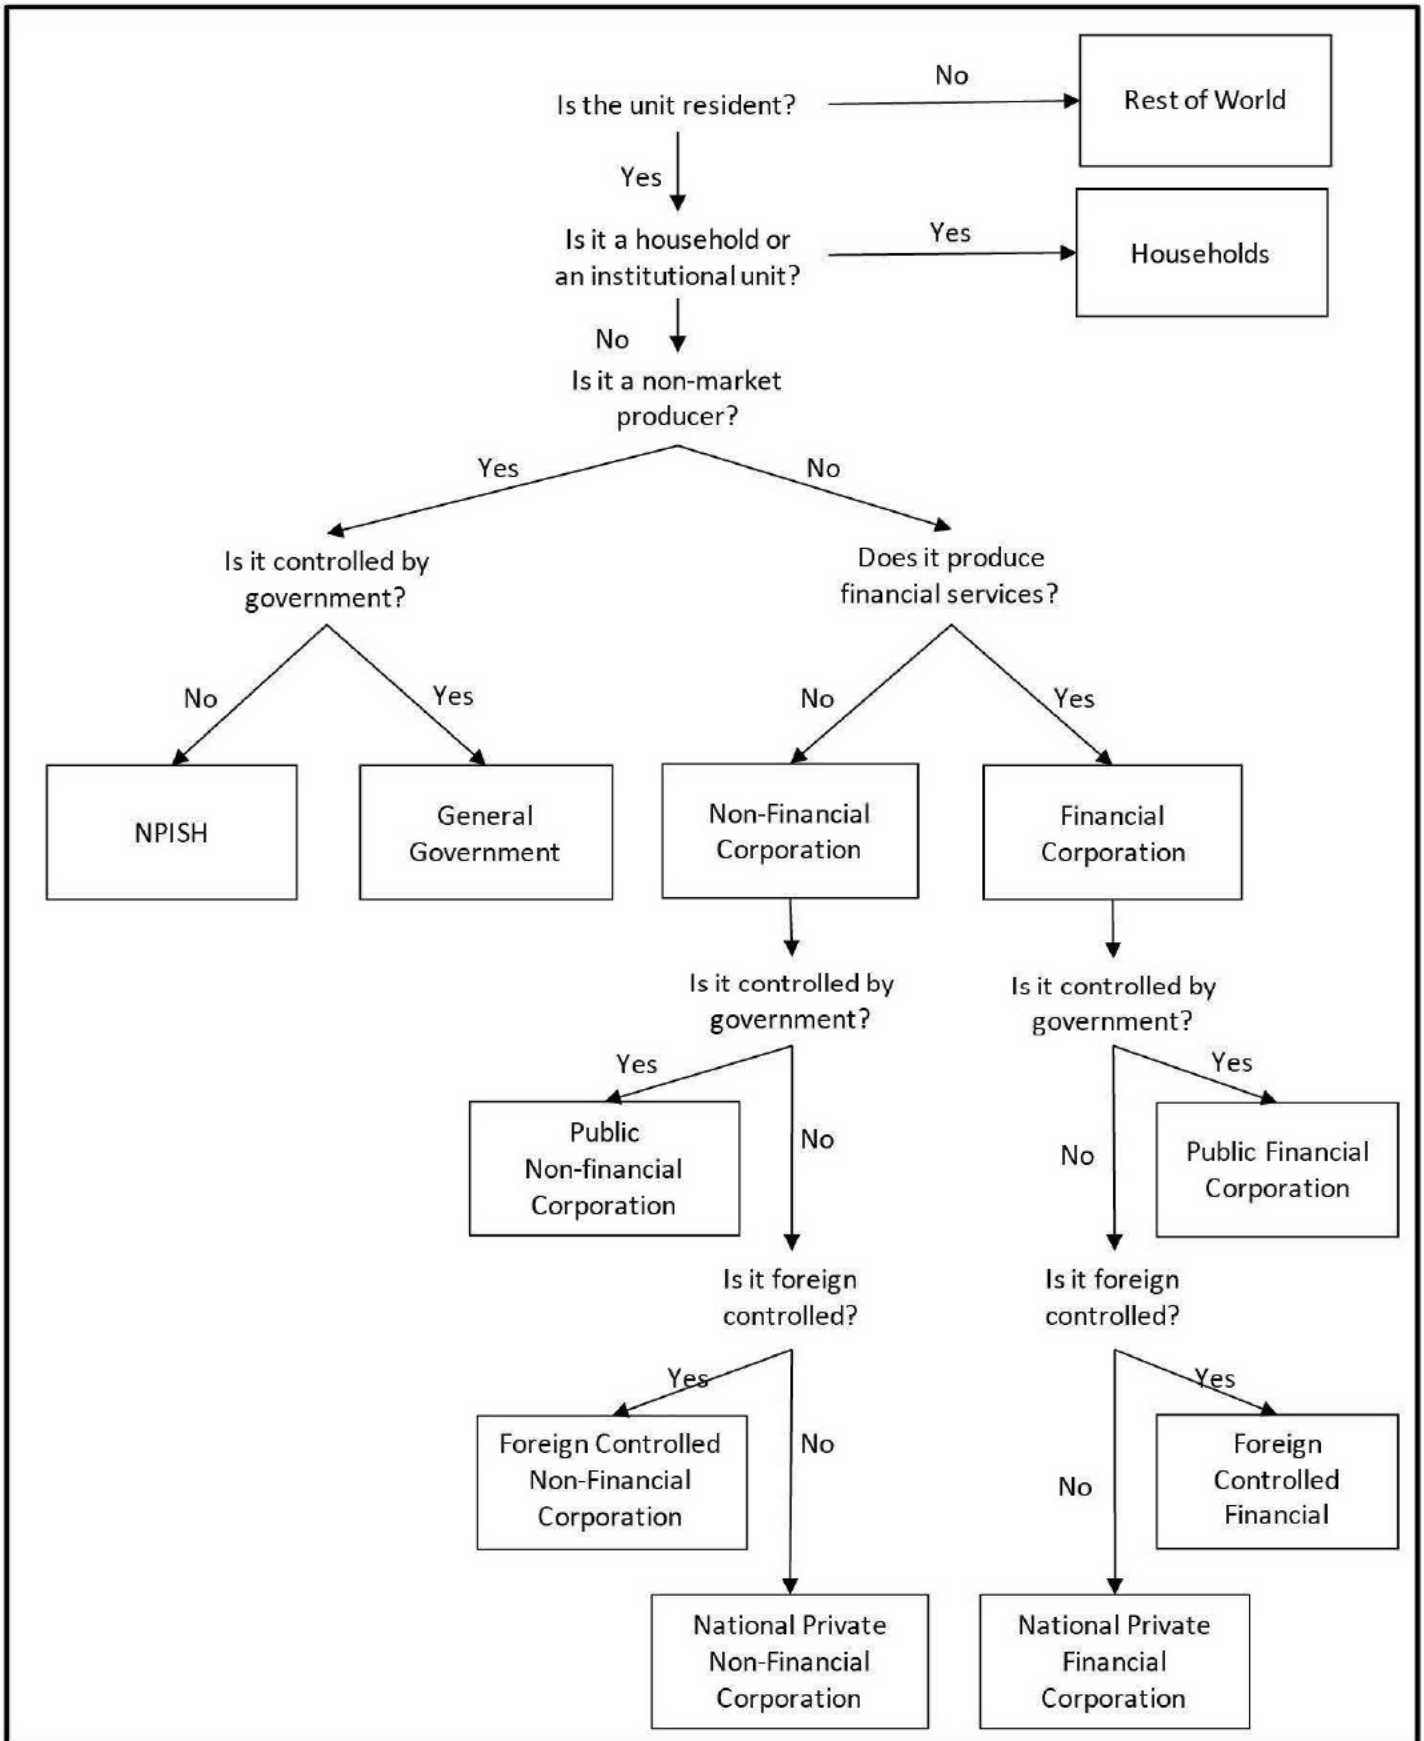 No
Is the unit resident?
Rest of World
Yes
Is it a household or
an institutional unit?
Yes
Households
No
Is it a non-market
producer?
Yes
No
Is it controlled by
government?
Does it produce
financial services?
No
Yes
No
Yes
NPISH
General
Government
Non-Financial
Corporation
Financial
Corporation
Is it controlled by
government?
Is it controlled by
government?
Yes
Yes
Public
Non-financial
Corporation
No
No
Public Financial
Corporation
Is it foreign
controlled?
Is it foreign
controlled?
Yes
Yes
Foreign Controlled
Non-Financial
Corporation
No
No
Foreign
Controlled
Financial
National Private
Non-Financial
Corporation
National Private
Financial
Corporation